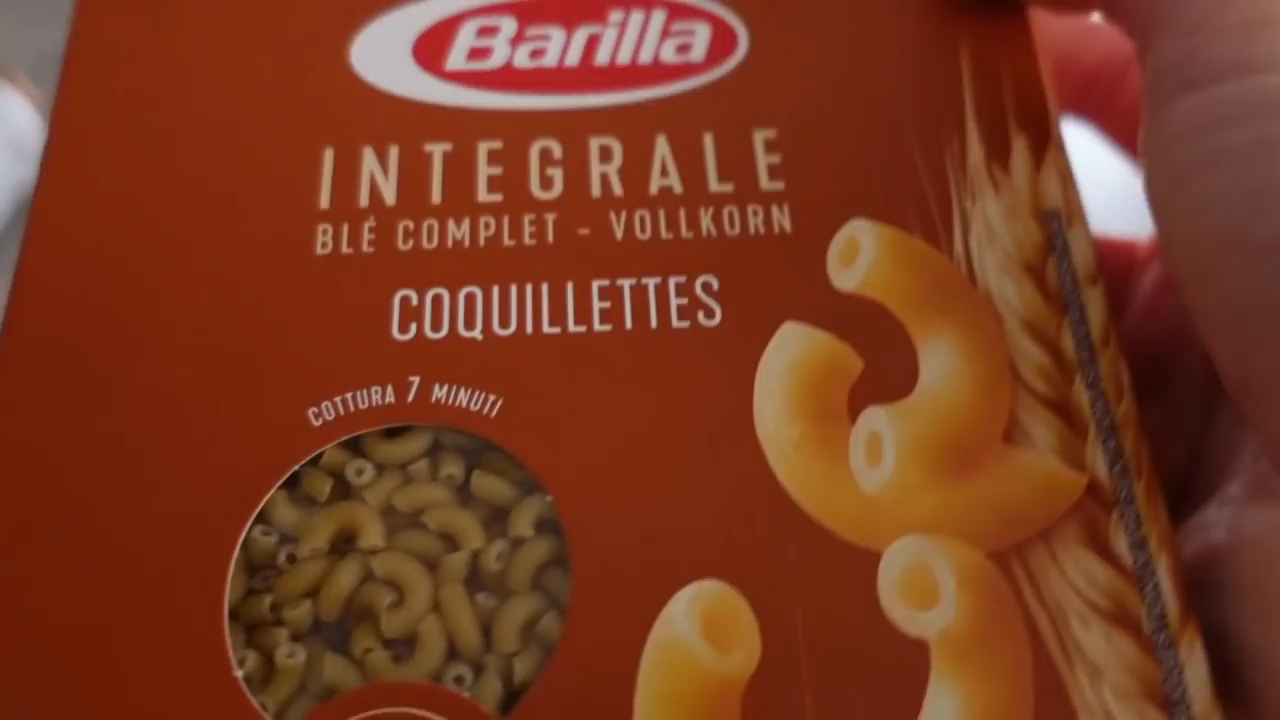 Barilla
INTEGRALE
BLÉ COMPLET - VOLLKORN
COQUILLETTES
COTTURA 7 MINUTI